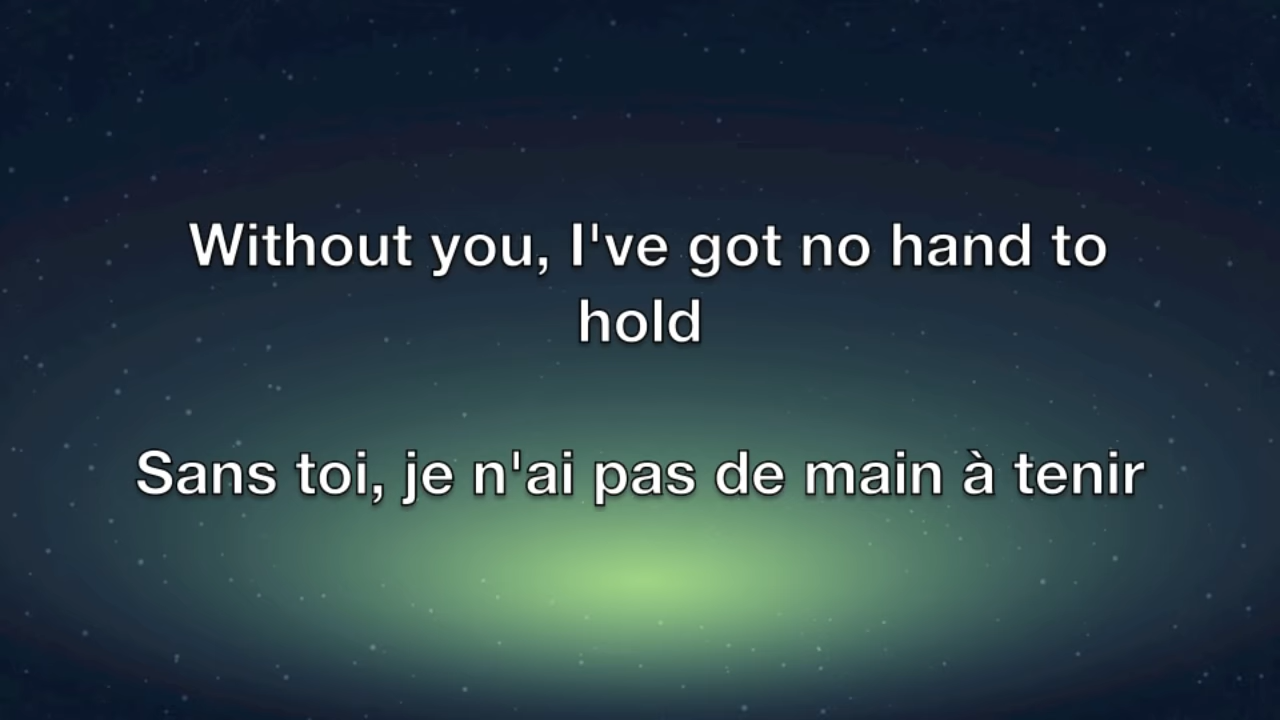 Without you, I've got no hand to
hold
Sans toi, je n'ai pas de main à tenir